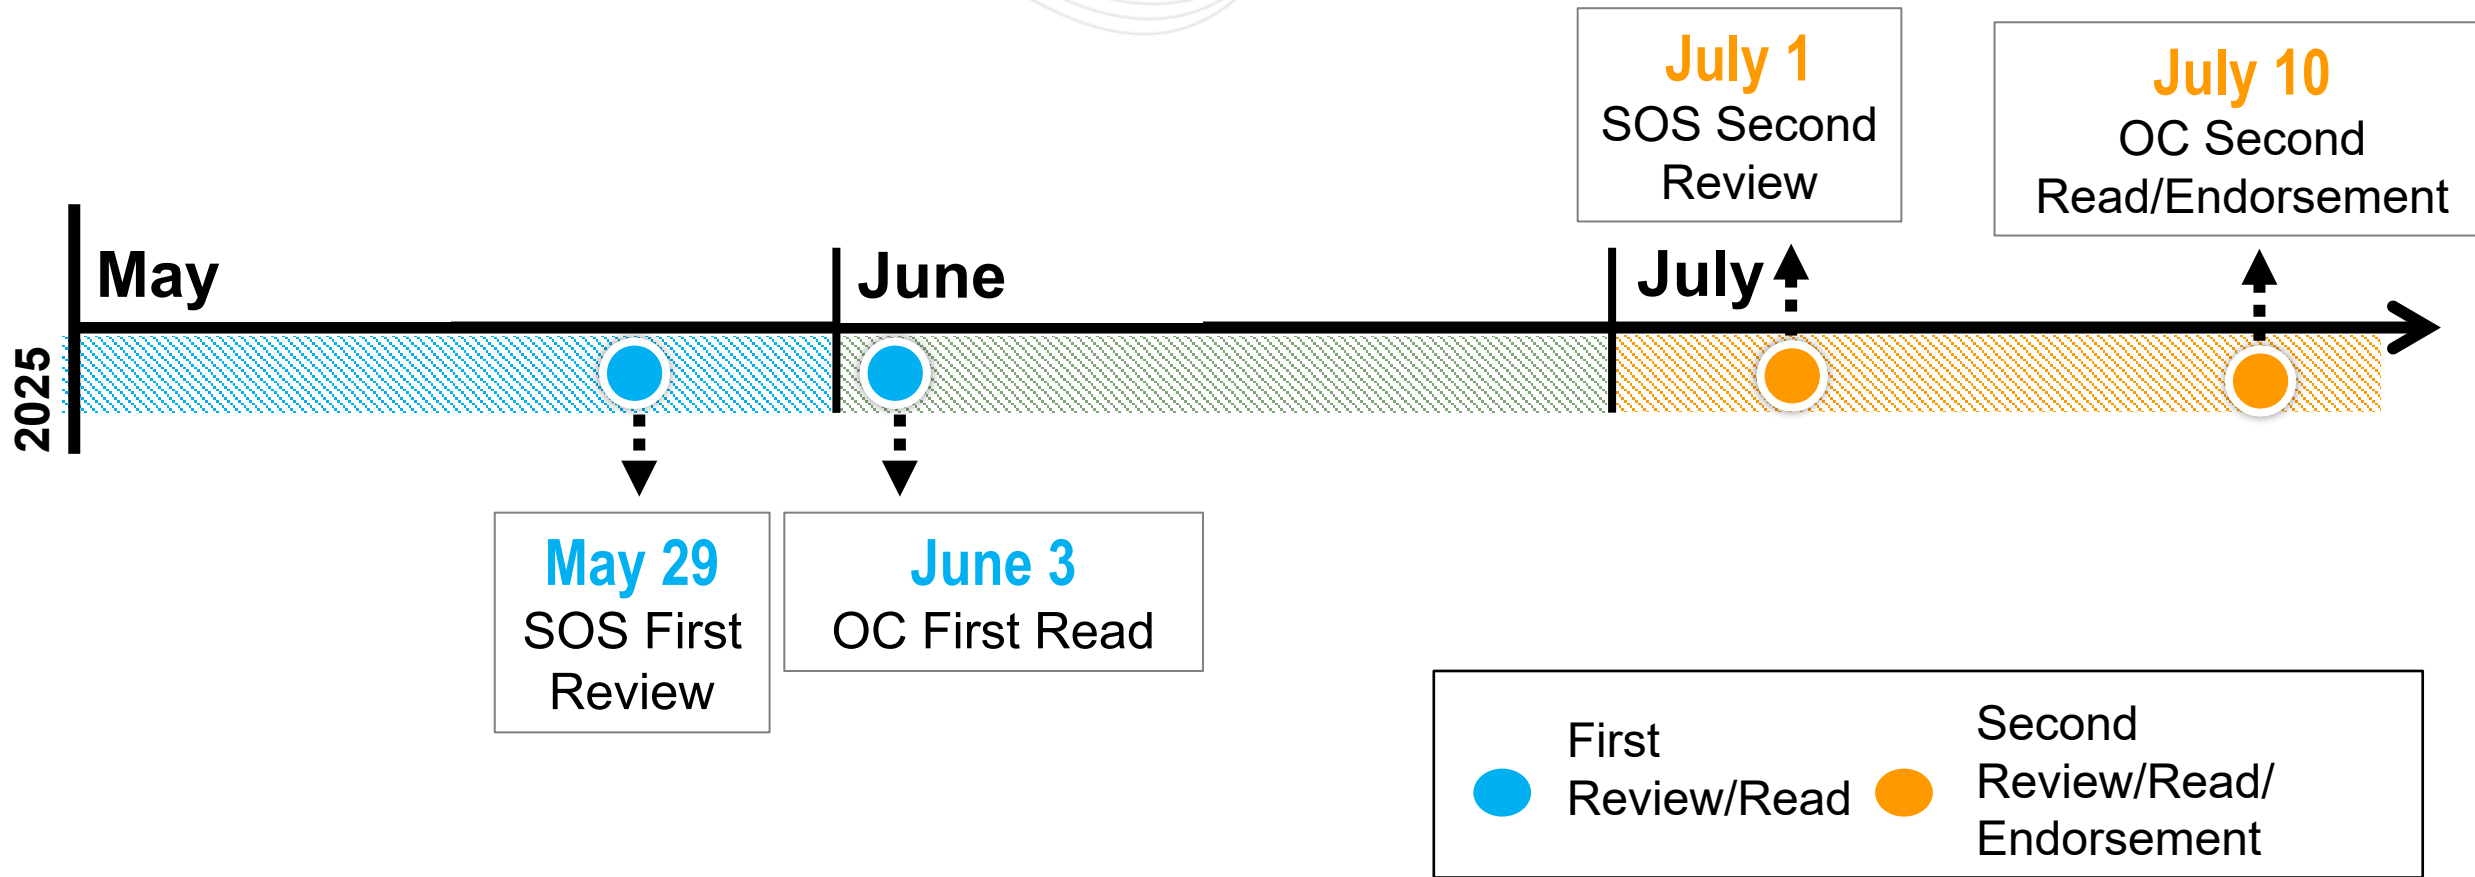 July 1
SOS Second
Review
July 10
OC Second
Read/Endorsement
May
June
July
2025
May 29
SOS First
Review
June 3
OC First Read
First
Review/Read
Second
Review/Read/
Endorsement